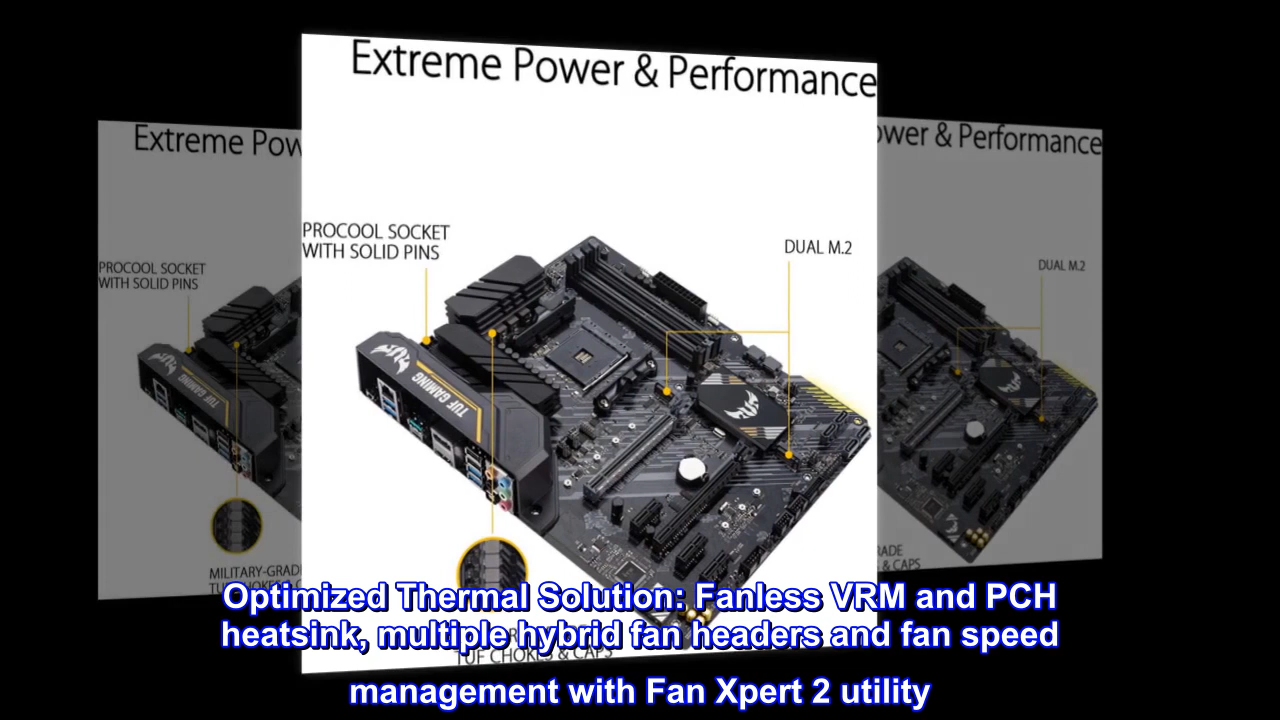 Extreme Power & Performance
Extreme Pow
ower & Performance
PROCOOL SOCKET
WITH SOLID PINS
DUAL M.2
PROCOOL SOCKET
WITH SOLID PINS
DUAL M.2
TUF GAMING
TUF GAMING
MILITARY-GRAD
RADE
& CAPS
TUF CHOKES & CAPS
Optimized Thermal Solution: Fanless VRM and PCH
heatsink, multiple hybrid fan headers and fan speed
management with Fan Xpert 2 utility